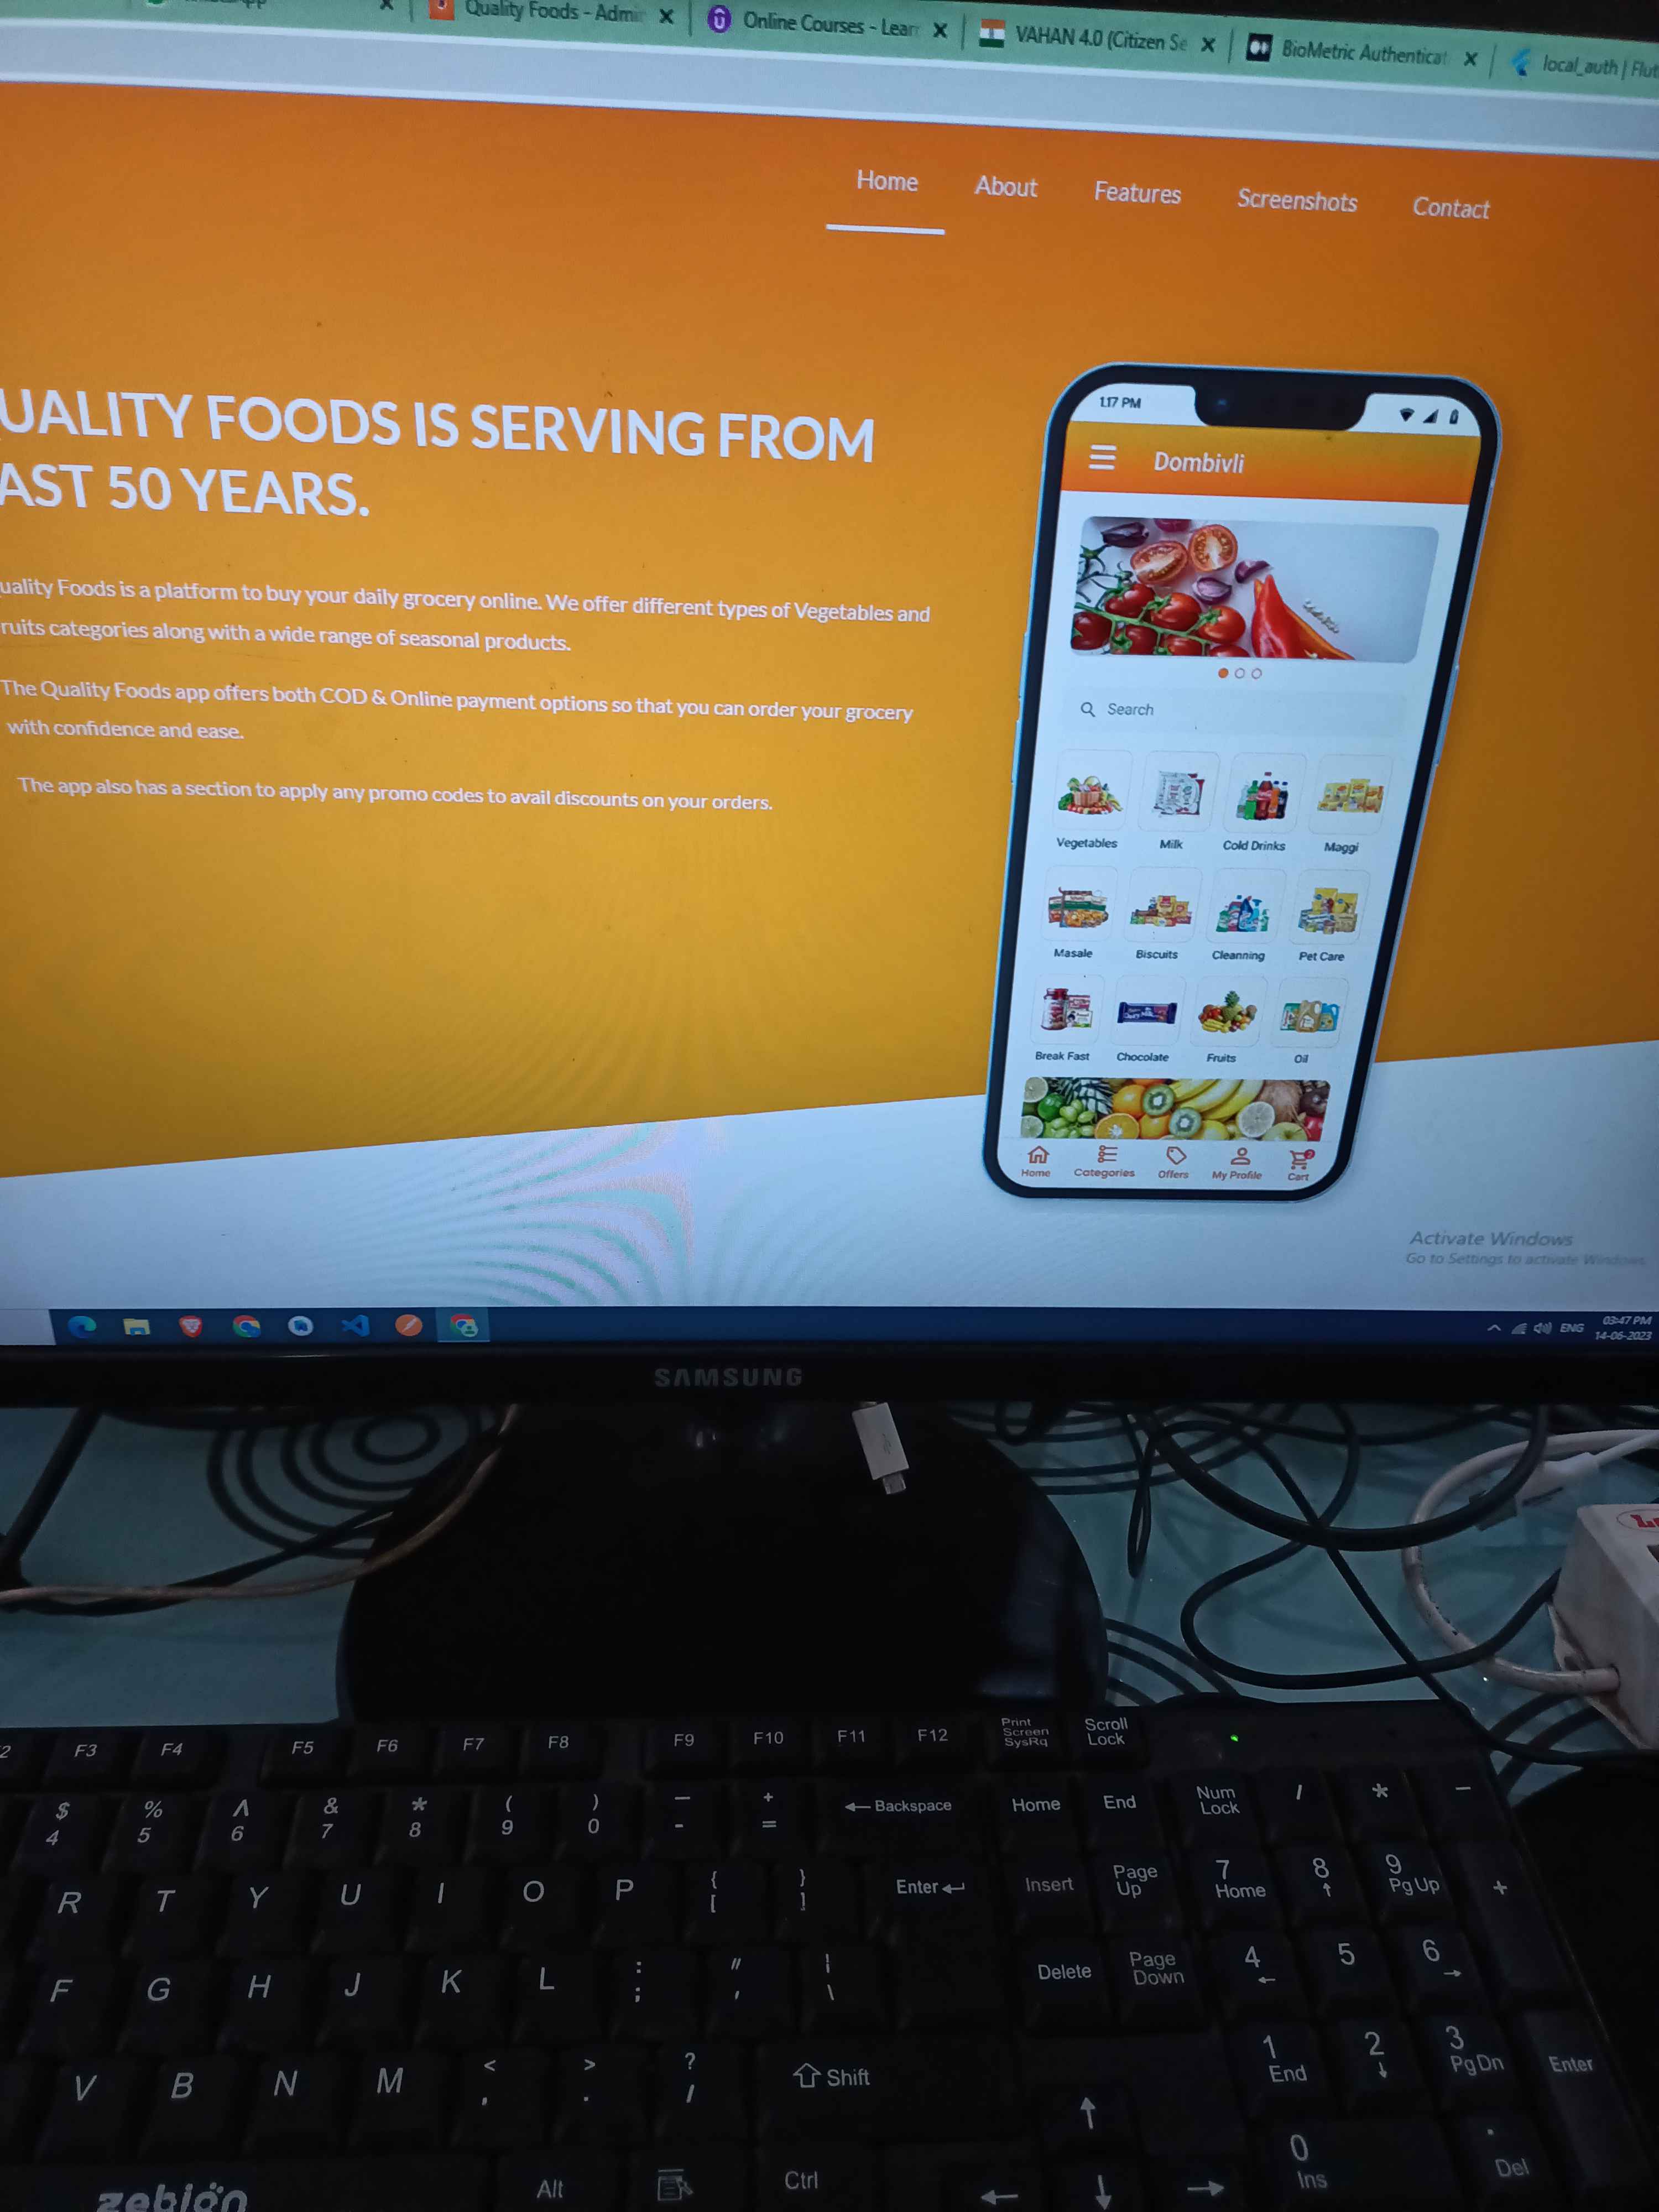 Quality Foods - Admi
Online Courses - Lear
VAHAN 4.0 (Citizen Se
BioMetric Authenticat
local_auth | Flut
Home
About
Features
Screenshots
Contact
UALITY FOODS IS SERVING FROM
AST 50 YEARS.
uality Foods is a platform to buy your daily grocery online. We offer different types of Vegetables and
ruits categories along with a wide range of seasonal products.
The Quality Foods app offers both COD & Online payment options so that you can order your grocery
with confidence and ease.
The app also has a section to apply any promo codes to avail discounts on your orders.
1:17 PM
Dombivli
Search
Vegetables
Milk
Cold Drinks
Maggi
Masale
Biscuits
Cleanning
Pet Care
Break Fast
Chocolate
Fruits
Oil
Home
Categories
Offers
My Profile
Cart
Activate Windows
Go to Settings to activate Windows.
ENG
03:47 PM
14-06-2023
SAMSUNG
2 F3 F4 F5 F6 F7 F8 F9 F10 F11 F12
Print
Screen
SysRq
Scroll
Lock
$ % ^ & * ( ) — +
4 5 6 7 8 9 0 - =
← Backspace
Home
End
Num
Lock
/ * −
R T Y U I O P { [ } ]
Enter ↵
Insert
Page
Up
7
Home
8
↑
9
PgUp
+
F G H J K L : ; " ' ¦ \
Delete
Page
Down
4
←
5
6
→
V B N M < , > . ? /
⇧ Shift
↑
1
End
2
↓
3
PgDn
Enter
zebion
Alt
Ctrl
← ↓ →
0
Ins
.
Del